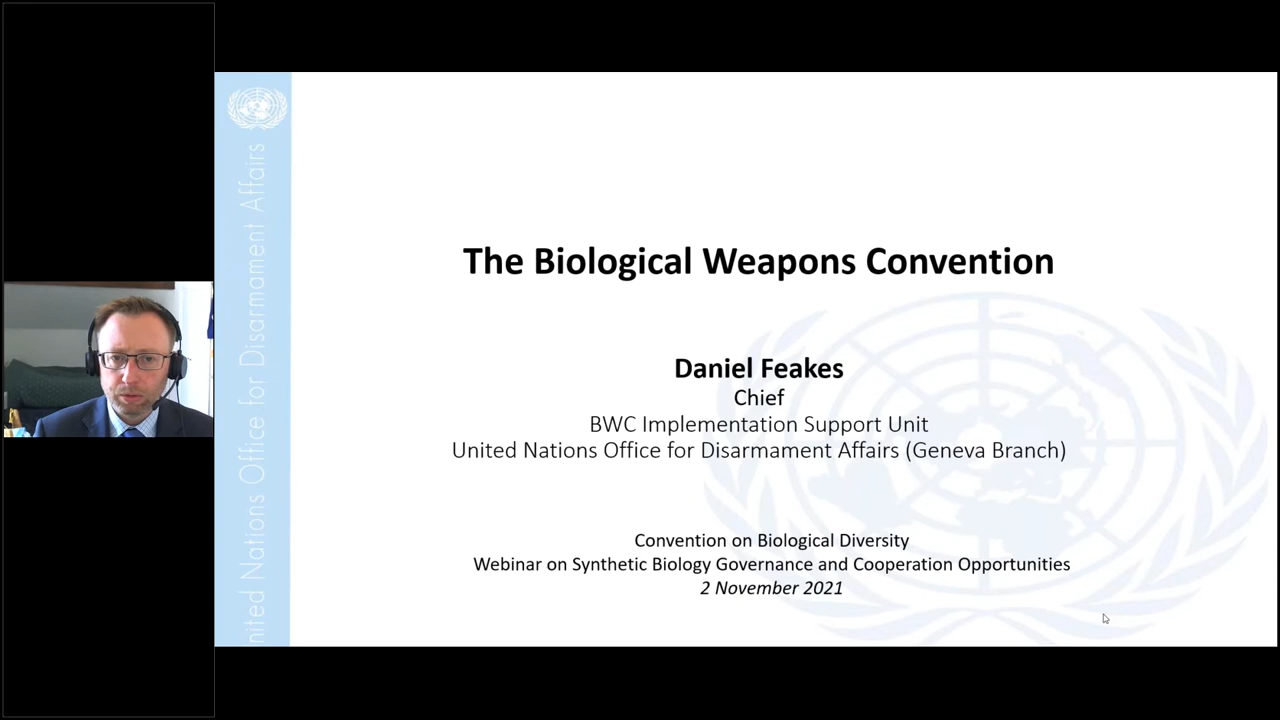 United Nations Office for Disarmament Affairs
The Biological Weapons Convention
Daniel Feakes
Chief
BWC Implementation Support Unit
United Nations Office for Disarmament Affairs (Geneva Branch)
Convention on Biological Diversity
Webinar on Synthetic Biology Governance and Cooperation Opportunities
2 November 2021